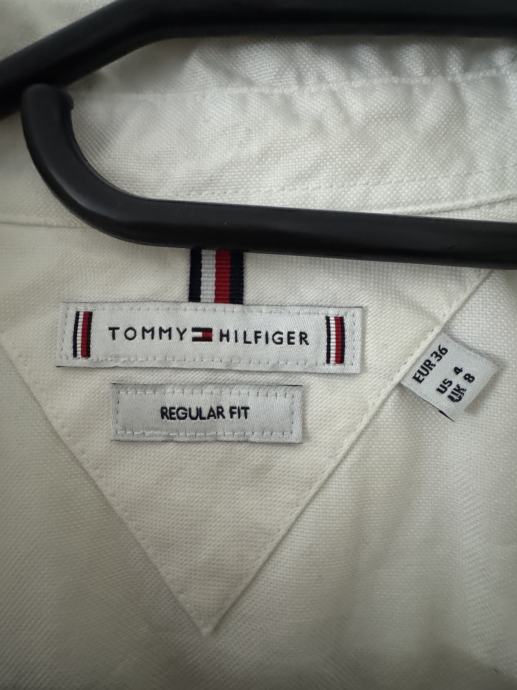 TOMMY HILFIGER
REGULAR FIT
EUR 36
US 4
UK 8